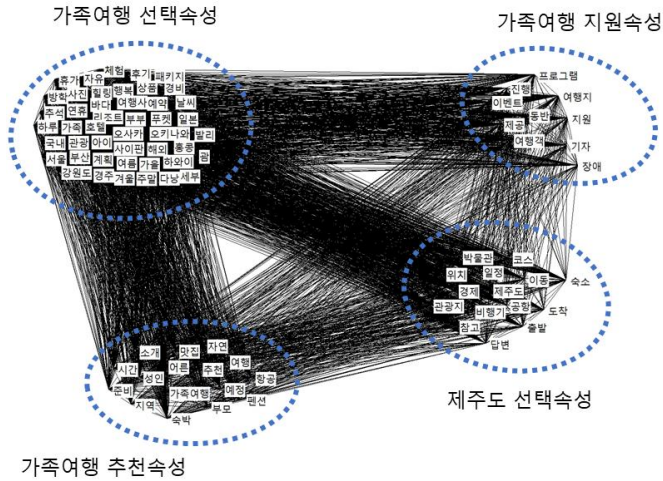 가족여행 선택속성
가족여행 지원속성
체험 후기
휴가 자유 패키지
방학 사진 힐링 행복 상품 경비
바다 여행사 예약 날씨
추석 연휴 리조트 부부 푸켓 일본
하루 가족 호텔 오사카 오키나와 발리
국내 관광 아이 사이판 해외 홍콩
서울 부산 계획 여름 가을 하와이 괌
강원도 경주 겨울 주말 다낭 세부
프로그램
진행 여행지
이벤트
동반 지원
제공
여행객 기자
장애
박물관 코스
위치 일정 이동 숙소
경제 제주도
관광지 비행기 공항 도착
참고 출발
답변
제주도 선택속성
소개 맛집 자연
시간 어른 추천 여행
성인 항공
준비 가족여행 예정
지역 부모 펜션
숙박
가족여행 추천속성